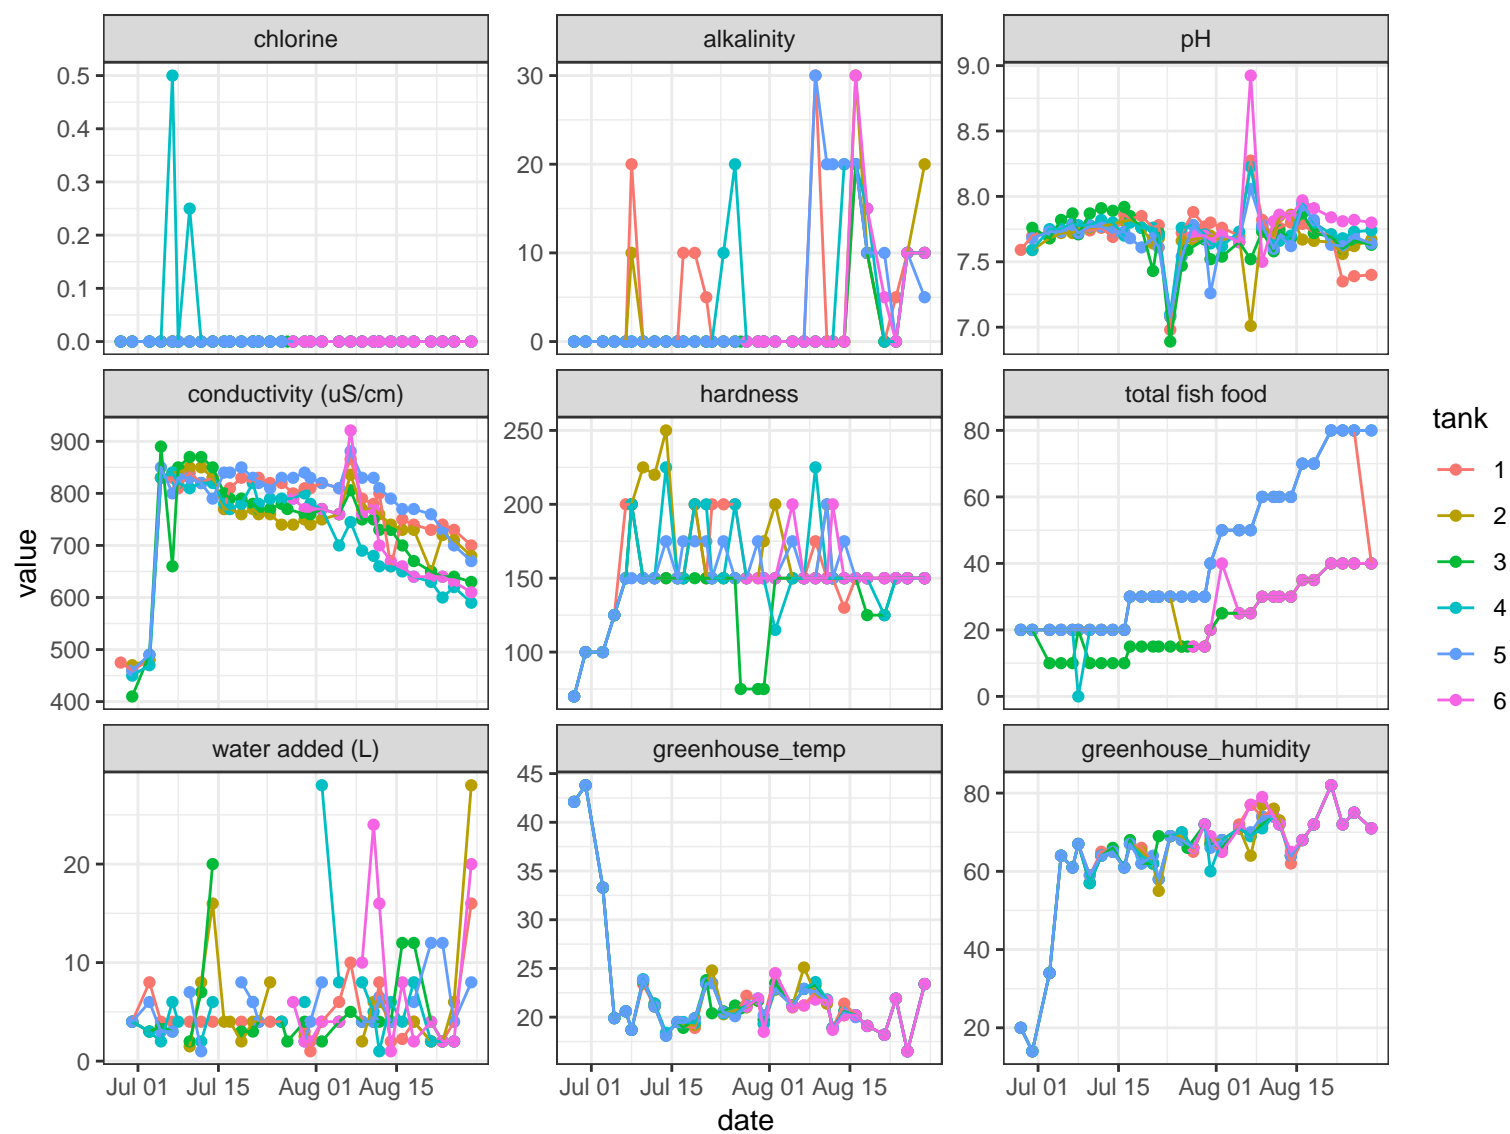 chlorine alkalinity pH
0.5 0.4 0.3 0.2 0.1 0.0
30 20 10 0
9.0 8.5 8.0 7.5 7.0
conductivity (uS/cm) hardness total fish food
900 800 700 600 500 400
250 200 150 100
80 60 40 20 0
water added (L) greenhouse_temp greenhouse_humidity
20 10 0
45 40 35 30 25 20
80 60 40 20
Jul 01 Jul 15 Aug 01 Aug 15 Jul 01 Jul 15 Aug 01 Aug 15 Jul 01 Jul 15 Aug 01 Aug 15
date
value
tank
1
2
3
4
5
6